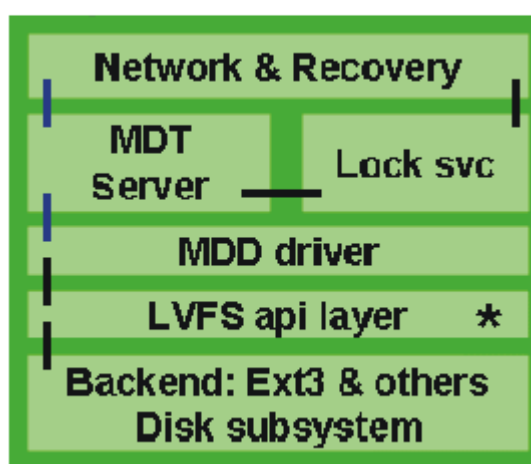 Network & Recovery
MDT
Server
Lock svc
MDD driver
LVFS api layer *
Backend: Ext3 & others
Disk subsystem